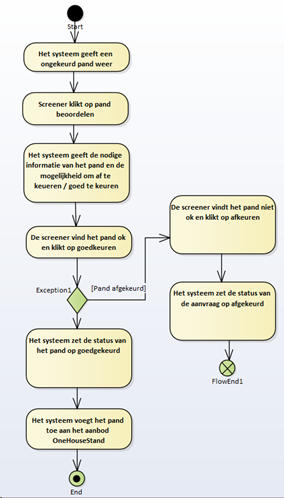 Start
Het systeem geeft een
ongekeurd pand weer
Screener klikt op pand
beoordelen
Het systeem geeft de nodige
informatie van het pand en de
mogelijkheid om af te
keueren / goed te keuren
De screener vind het pand ok
en klikt op goedkeuren
Exception1
[Pand afgekeurd]
De screener vindt het pand niet
ok en klikt op afkeuren
Het systeem zet de status van
de aanvraag op afgekeurd
FlowEnd1
Het systeem zet de status van
het pand op goedgekeurd
Het systeem voegt het pand
toe aan het aanbod
OneHouseStand
End